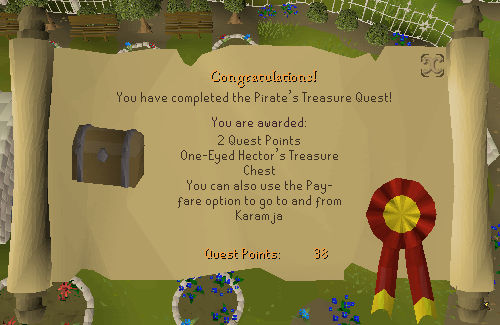 Congratulations!
You have completed the Pirate's Treasure Quest!
You are awarded:
2 Quest Points
One-Eyed Hector's Treasure
Chest
You can also use the Pay-
fare option to go to and from
Karamja
Quest Points: 38